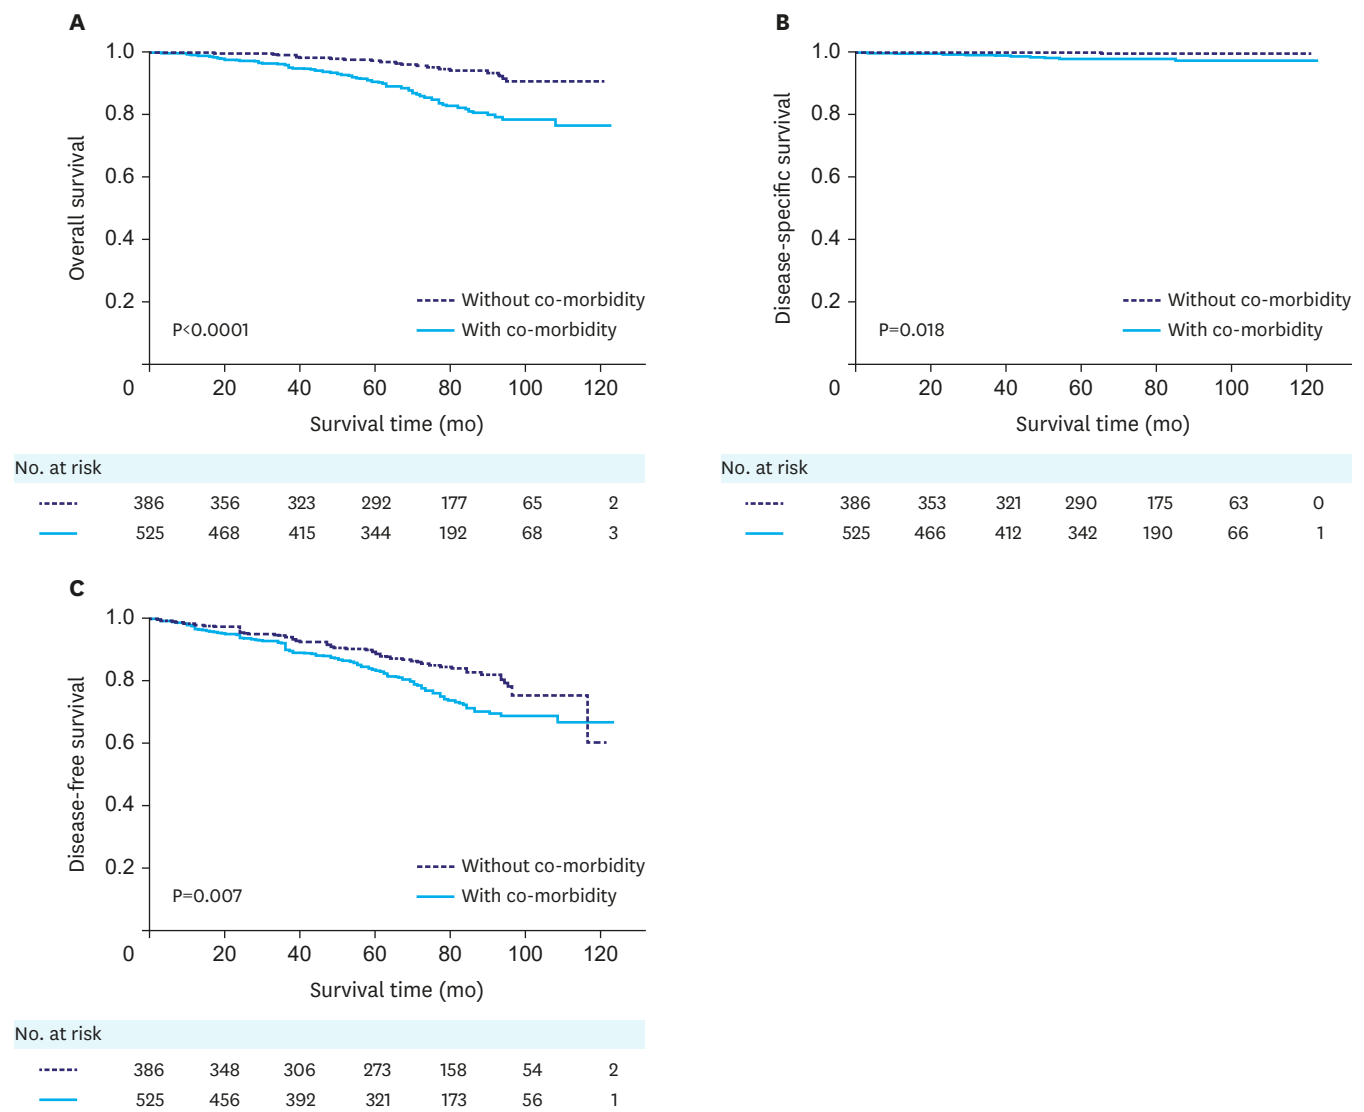 A
1.0
0.8
0.6
0.4
0.2
0
Overall survival
Without co-morbidity
With co-morbidity
P<0.0001
20 40 60 80 100 120
Survival time (mo)
No. at risk
386 356 323 292 177 65 2
525 468 415 344 192 68 3
B
1.0
0.8
0.6
0.4
0.2
0
Disease-specific survival
Without co-morbidity
With co-morbidity
P=0.018
20 40 60 80 100 120
Survival time (mo)
No. at risk
386 353 321 290 175 63 0
525 466 412 342 190 66 1
C
1.0
0.8
0.6
0.4
0.2
0
Disease-free survival
Without co-morbidity
With co-morbidity
P=0.007
20 40 60 80 100 120
Survival time (mo)
No. at risk
386 348 306 273 158 54 2
525 456 392 321 173 56 1